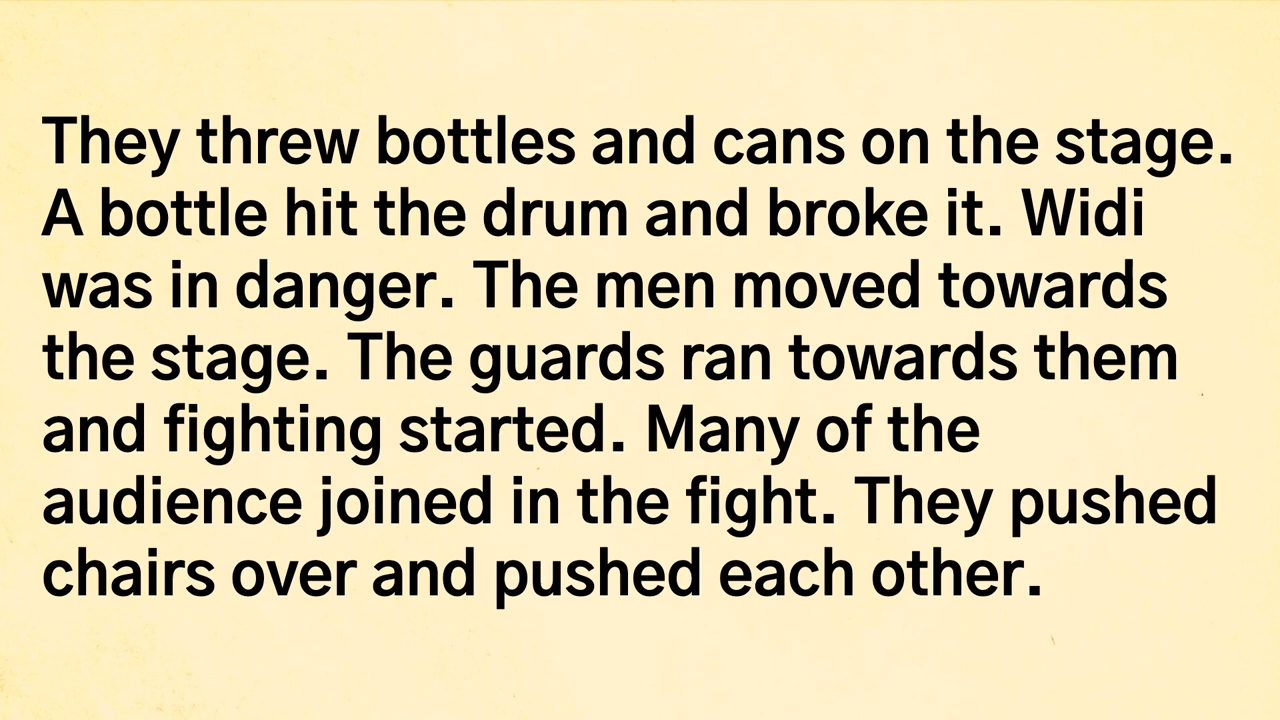 They threw bottles and cans on the stage.
A bottle hit the drum and broke it. Widi
was in danger. The men moved towards
the stage. The guards ran towards them
and fighting started. Many of the
audience joined in the fight. They pushed
chairs over and pushed each other.